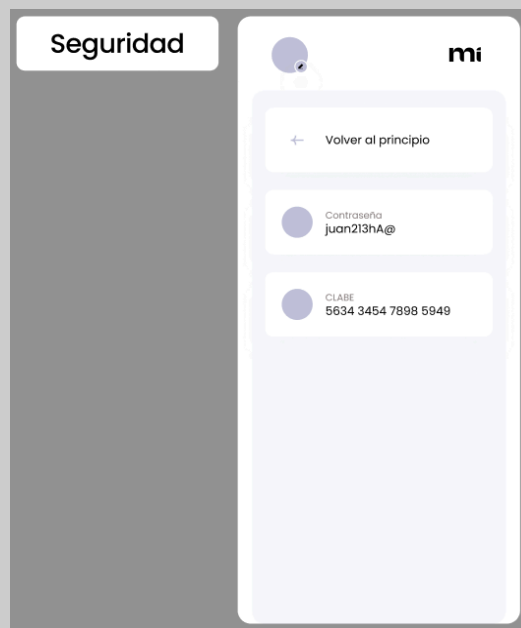 Seguridad
mi
Volver al principio
Contraseña
juan213hA@
CLABE
5634 3454 7898 5949